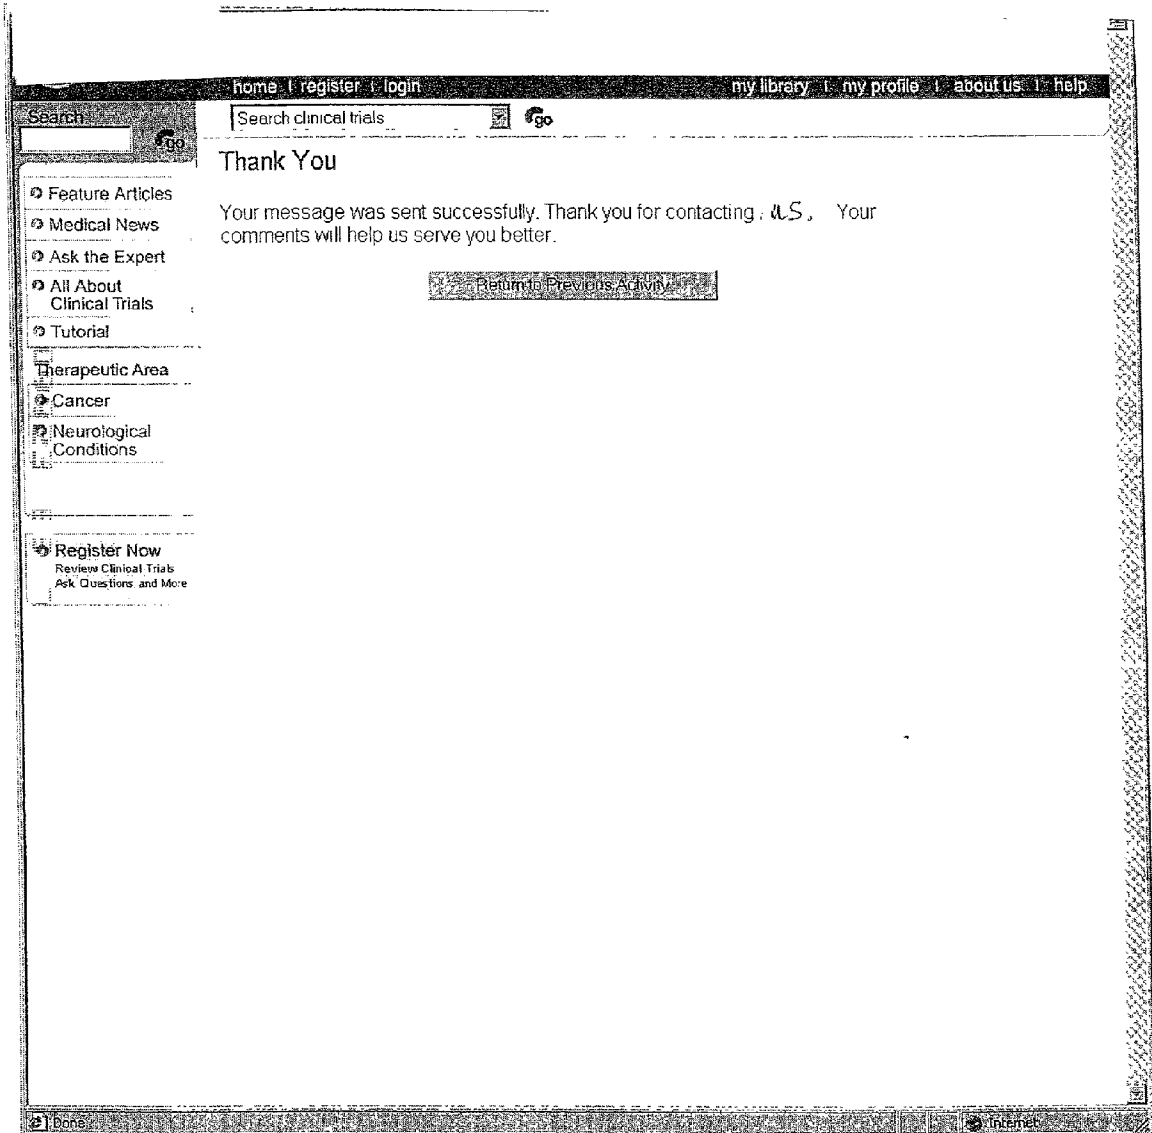 home | register | login my library | my profile | about us | help
Search Search clinical trials go
go
Thank You
Your message was sent successfully. Thank you for contacting us. Your
comments will help us serve you better.
Return to Previous Activity
Feature Articles
Medical News
Ask the Expert
All About
Clinical Trials
Tutorial
Therapeutic Area
Cancer
Neurological
Conditions
Register Now
Review Clinical Trials
Ask Questions and More
Done Internet